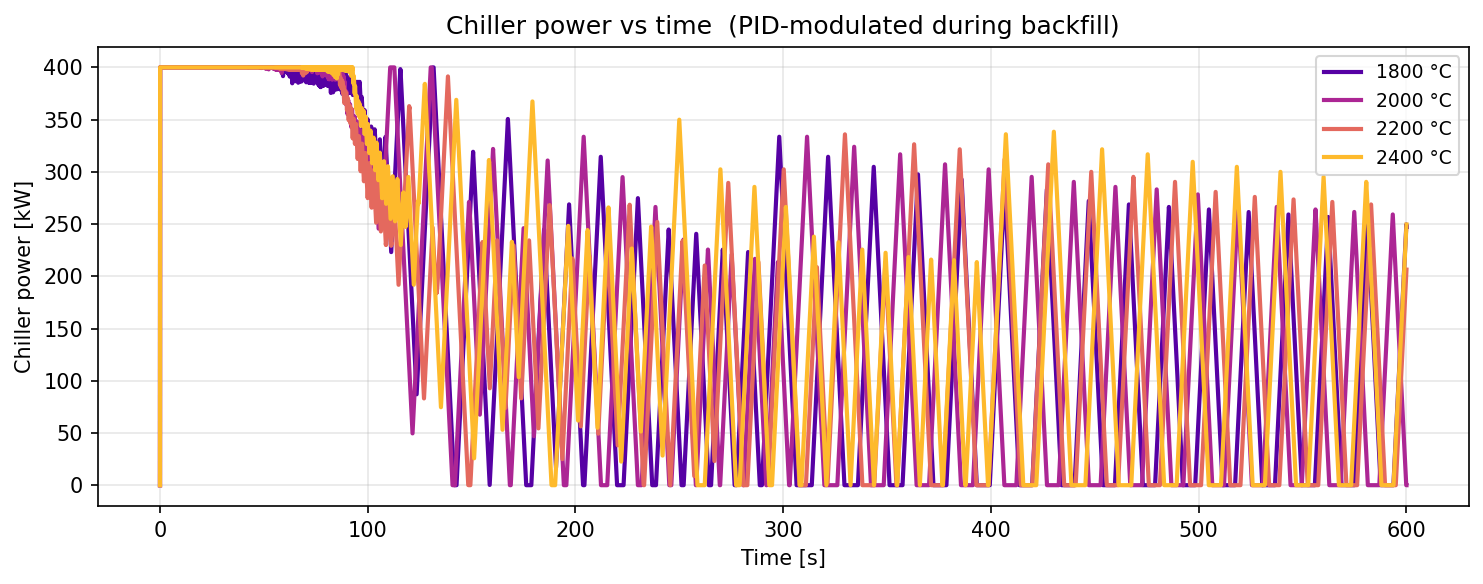 Chiller power vs time  (PID-modulated during backfill)
Chiller power [kW]
400
350
300
250
200
150
100
50
0
1800 °C
2000 °C
2200 °C
2400 °C
0 100 200 300 400 500 600
Time [s]